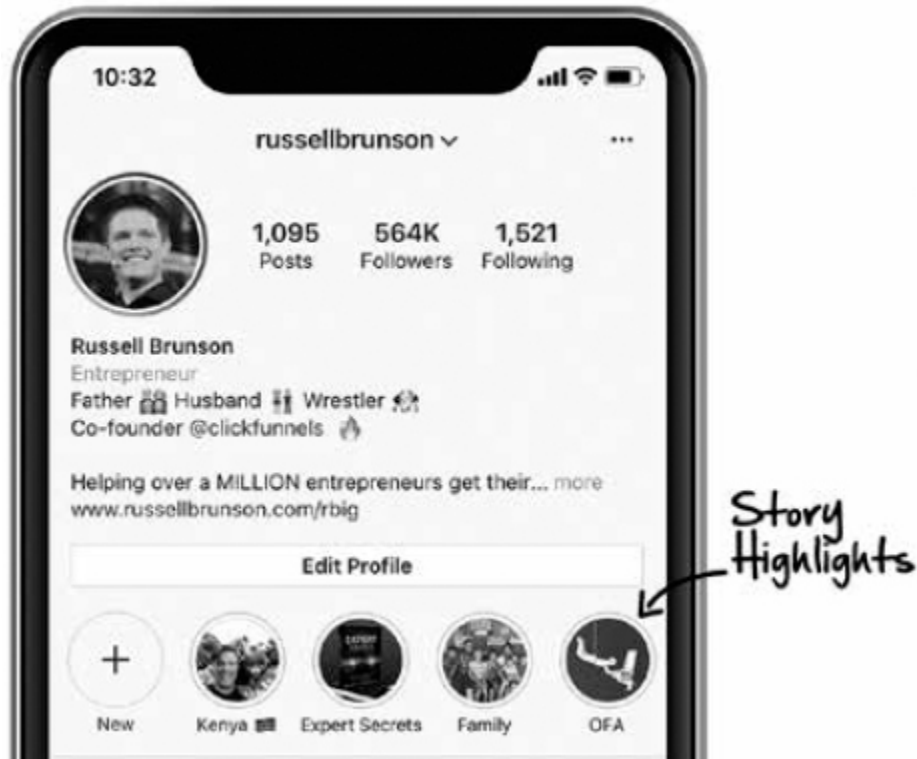 10:32
russellbrunson
...
1,095 564K 1,521
Posts Followers Following
Russell Brunson
Entrepreneur
Father Husband Wrestler
Co-founder @clickfunnels
Helping over a MILLION entrepreneurs get their... more
www.russellbrunson.com/rbig
Edit Profile
Story
Highlights
+
EXPERT
New Kenya Expert Secrets Family OFA